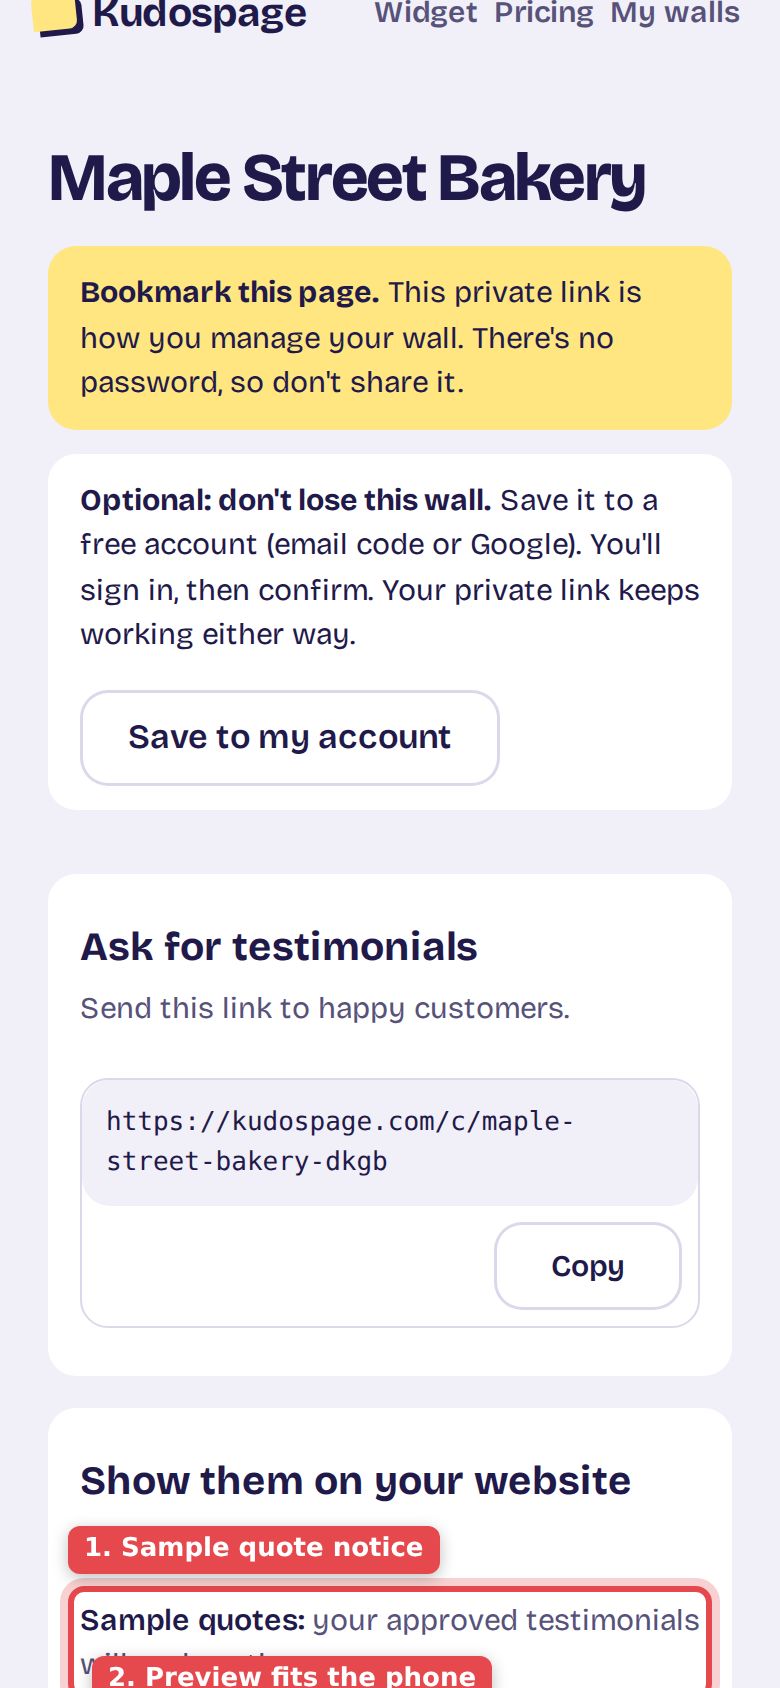 Kudospage Widget Pricing My walls
Maple Street Bakery
Bookmark this page. This private link is
how you manage your wall. There's no
password, so don't share it.
Optional: don't lose this wall. Save it to a
free account (email code or Google). You'll
sign in, then confirm. Your private link keeps
working either way.
Save to my account
Ask for testimonials
Send this link to happy customers.
https://kudospage.com/c/maple-
street-bakery-dkgb
Copy
Show them on your website
1. Sample quote notice
Sample quotes: your approved testimonials
2. Preview fits the phone